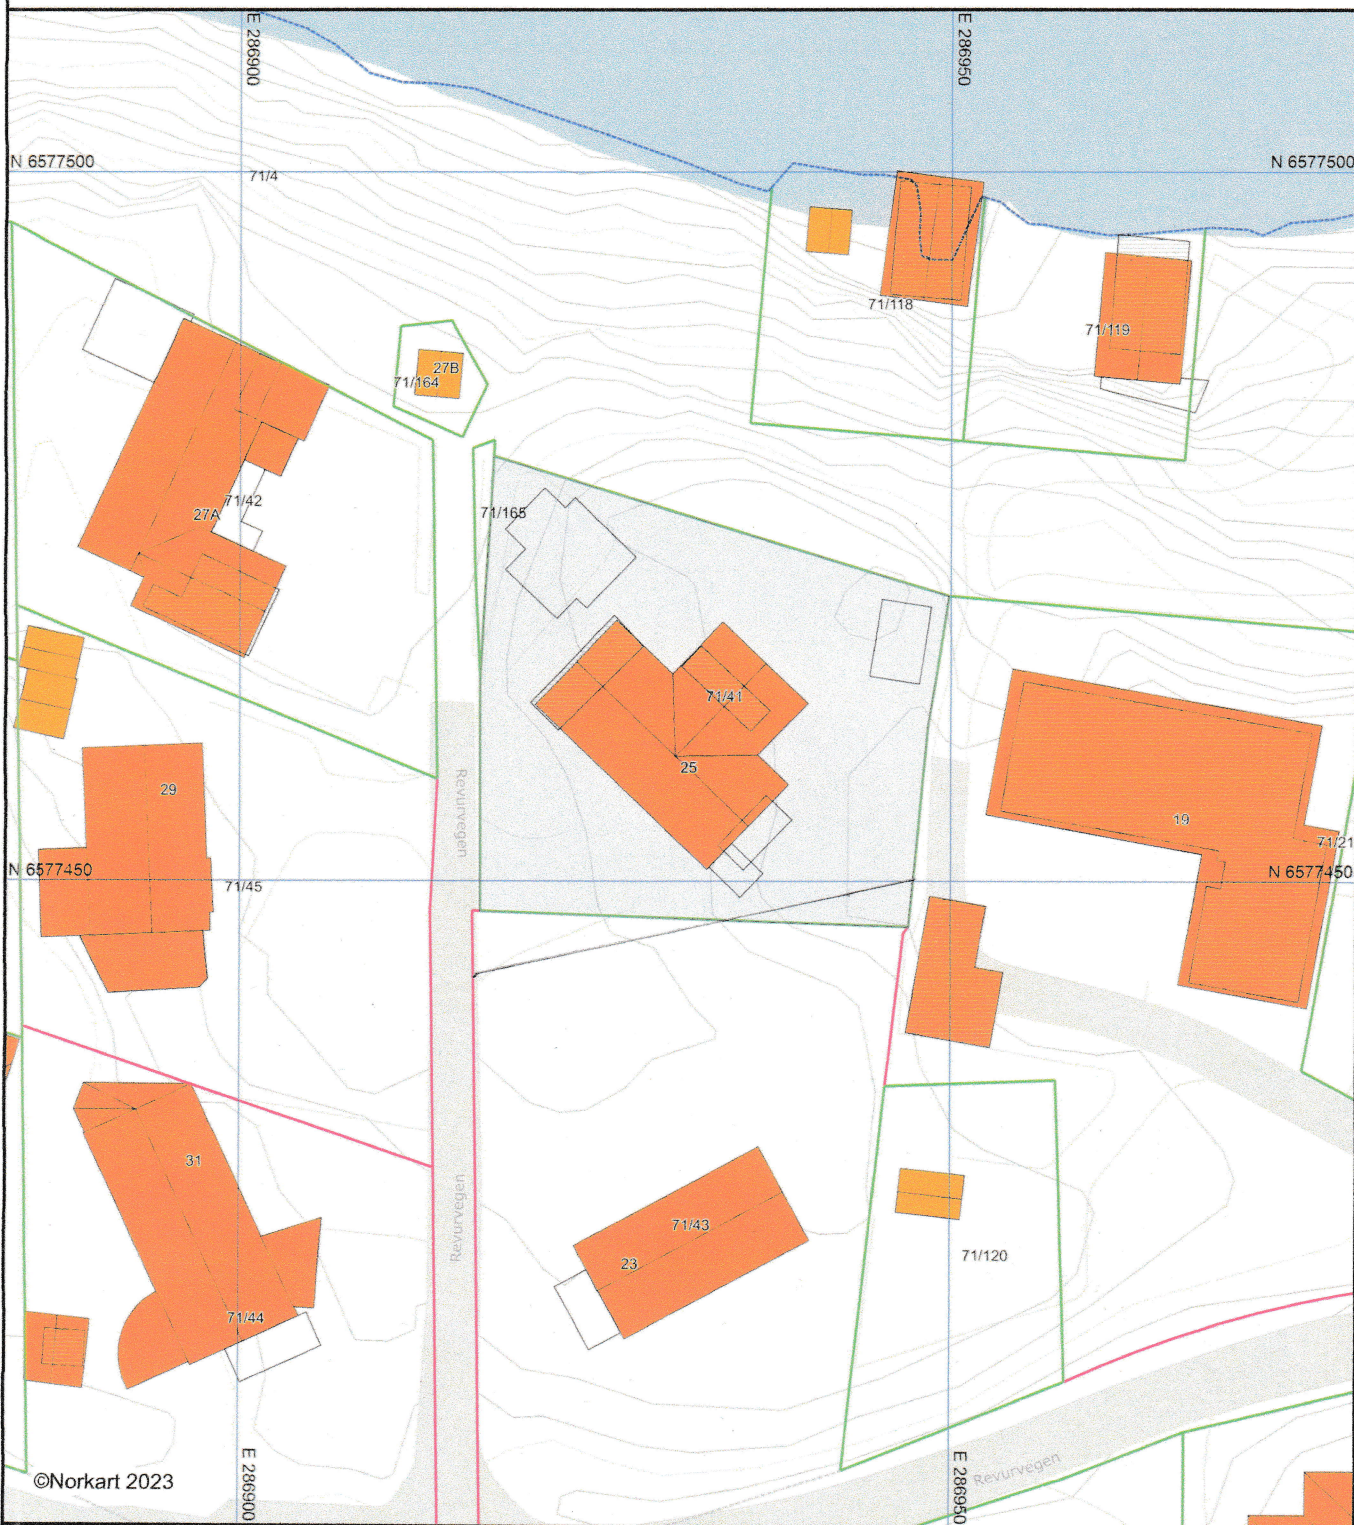 E 286900
E 286950
N 6577500
N 6577500
71/4
71/118
71/119
27B
71/164
71/42
27A
71/165
71/41
25
29
Revurvegen
19
71/21
N 6577450
N 6577450
71/45
31
Revurvegen
71/43
23
71/120
71/44
E 286900
E 286950
Revurvegen
©Norkart 2023